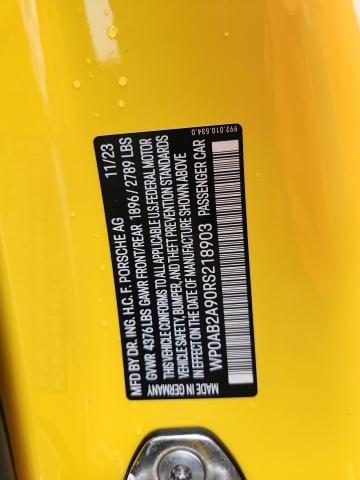 MFD BY DR. ING. H.C. F. PORSCHE AG 11/23
GVWR 4376 LBS GAWR FRONT/REAR 1896 / 2789 LBS
THIS VEHICLE CONFORMS TO ALL APPLICABLE U.S. FEDERAL MOTOR
VEHICLE SAFETY, BUMPER, AND THEFT PREVENTION STANDARDS
IN EFFECT ON THE DATE OF MANUFACTURE SHOWN ABOVE
WP0AB2A90RS218903 PASSENGER CAR
MADE IN GERMANY
992.010.534.0